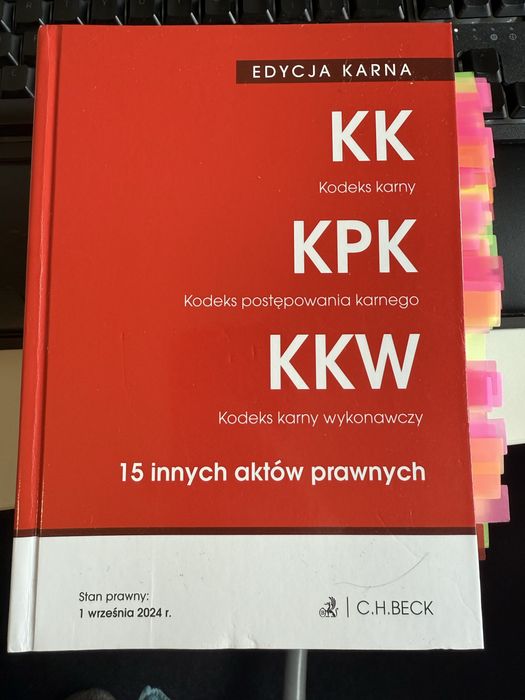 EDYCJA KARNA
KK
Kodeks karny
KPK
Kodeks postępowania karnego
KKW
Kodeks karny wykonawczy
15 innych aktów prawnych
Stan prawny:
1 września 2024 r.
C.H.BECK